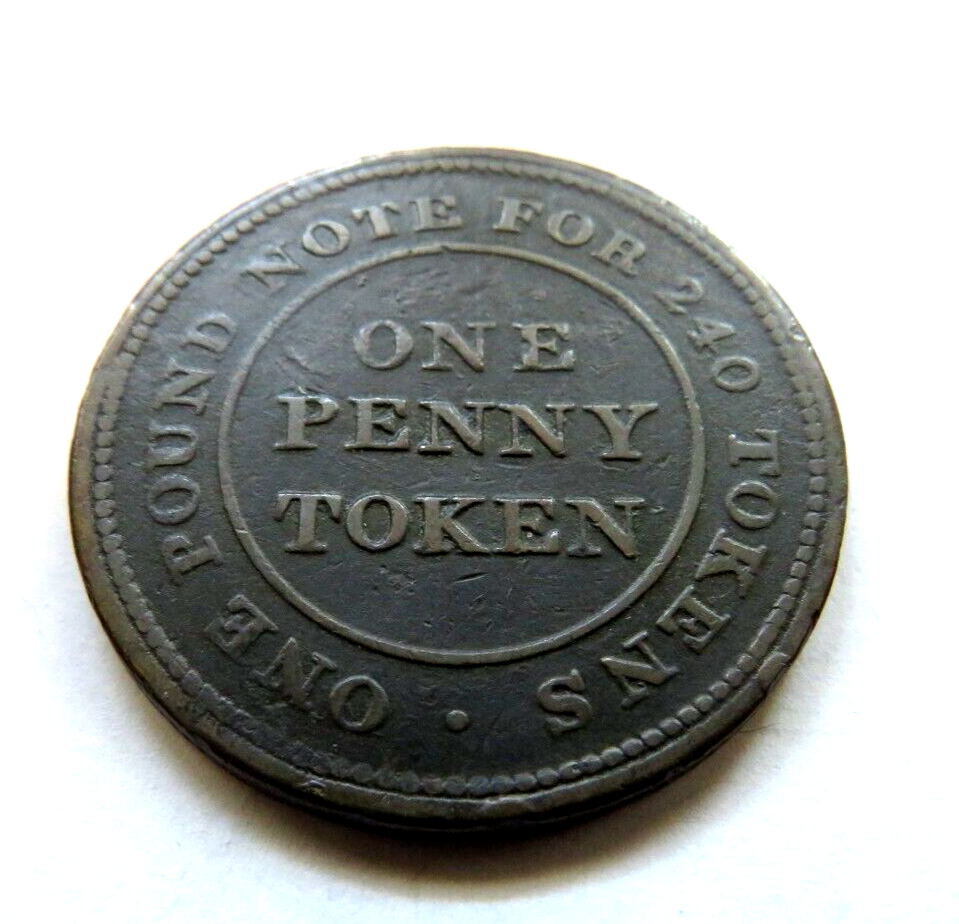 ONE POUND NOTE FOR 240 TOKENS ·
ONE
PENNY
TOKEN